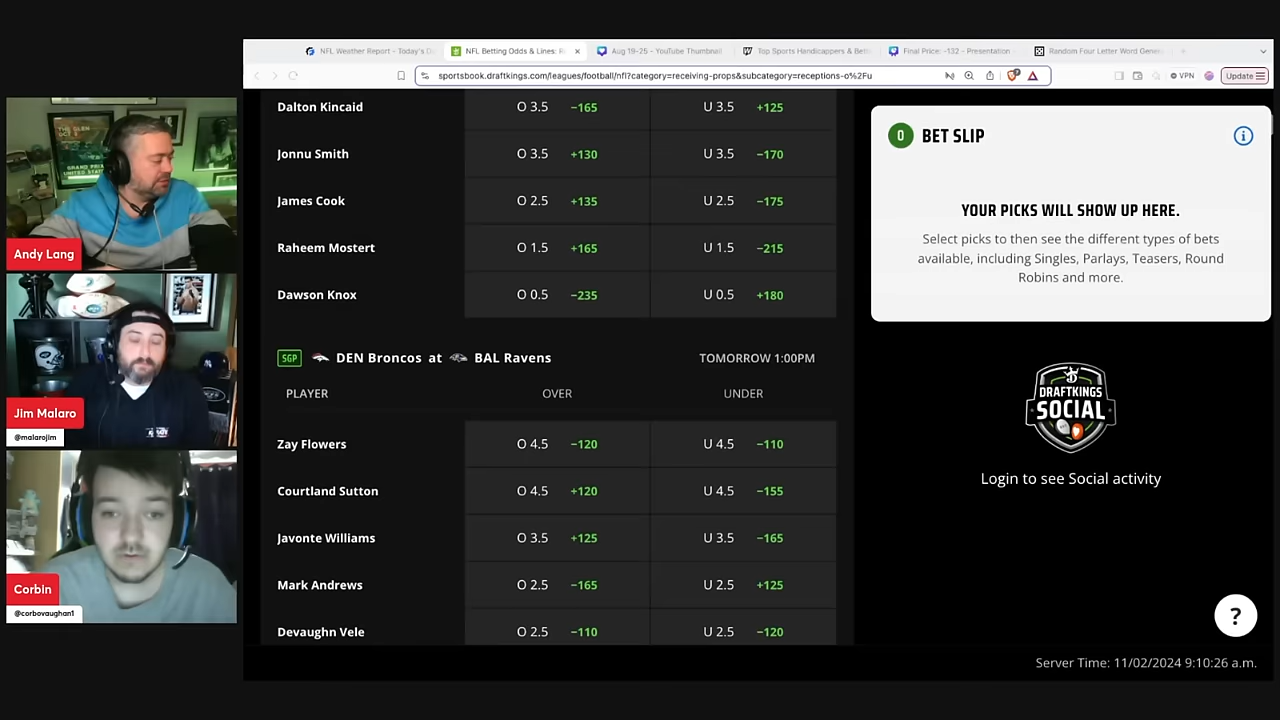 NFL Weather Report - Today's Da
NFL Betting Odds & Lines: R
Aug 19-25 - YouTube Thumbnail
Top Sports Handicappers & Bett
Final Price: -132 - Presentation -
Random Four Letter Word Gene
sportsbook.draftkings.com/leagues/football/nfl?category=receiving-props&subcategory=receptions-o%2Fu
VPN
Update
Dalton Kincaid O 3.5 −165 U 3.5 +125
Jonnu Smith O 3.5 +130 U 3.5 −170
James Cook O 2.5 +135 U 2.5 −175
Raheem Mostert O 1.5 +165 U 1.5 −215
Dawson Knox O 0.5 −235 U 0.5 +180
SGP DEN Broncos at BAL Ravens TOMORROW 1:00PM
PLAYER OVER UNDER
Zay Flowers O 4.5 −120 U 4.5 −110
Courtland Sutton O 4.5 +120 U 4.5 −155
Javonte Williams O 3.5 +125 U 3.5 −165
Mark Andrews O 2.5 −165 U 2.5 +125
Devaughn Vele O 2.5 −110 U 2.5 −120
0 BET SLIP
YOUR PICKS WILL SHOW UP HERE.
Select picks to then see the different types of bets
available, including Singles, Parlays, Teasers, Round
Robins and more.
DRAFTKINGS
SOCIAL
Login to see Social activity
?
Server Time: 11/02/2024 9:10:26 a.m.
THE GLEN
GRAND PRIX
UNITED STATES
Andy Lang
Jim Malaro
@malarojim
Corbin
@corbovaughan1